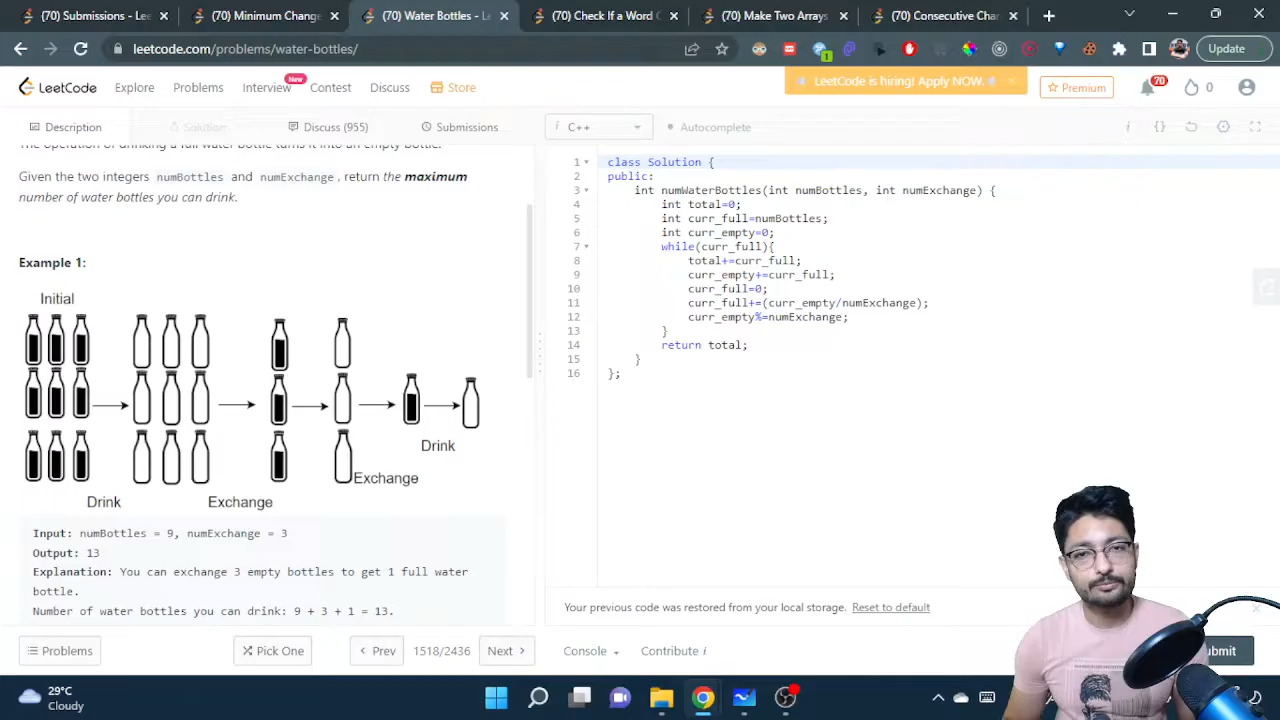 (70) Submissions - Lee
(70) Minimum Change
(70) Water Bottles - Le
(70) Check If a Word O
(70) Make Two Arrays
(70) Consecutive Char
leetcode.com/problems/water-bottles/
1
Update
LeetCode
Explore
Problems
Interview
New
Contest
Discuss
Store
LeetCode is hiring! Apply NOW.
Premium
70
0
Description
Solution
Discuss (955)
Submissions
i C++
Autocomplete
The operation of drinking a full water bottle turns it into an empty bottle.
Given the two integers numBottles and numExchange, return the maximum
number of water bottles you can drink.
Example 1:
Initial
Drink
Exchange
Exchange
Drink
Input: numBottles = 9, numExchange = 3
Output: 13
Explanation: You can exchange 3 empty bottles to get 1 full water
bottle.
Number of water bottles you can drink: 9 + 3 + 1 = 13.
1 class Solution {
2 public:
3 int numWaterBottles(int numBottles, int numExchange) {
4 int total=0;
5 int curr_full=numBottles;
6 int curr_empty=0;
7 while(curr_full){
8 total+=curr_full;
9 curr_empty+=curr_full;
10 curr_full=0;
11 curr_full+=(curr_empty/numExchange);
12 curr_empty%=numExchange;
13 }
14 return total;
15 }
16 };
Your previous code was restored from your local storage. Reset to default
Problems
Pick One
< Prev
1518/2436
Next >
Console
Contribute i
ubmit
29°C
Cloudy